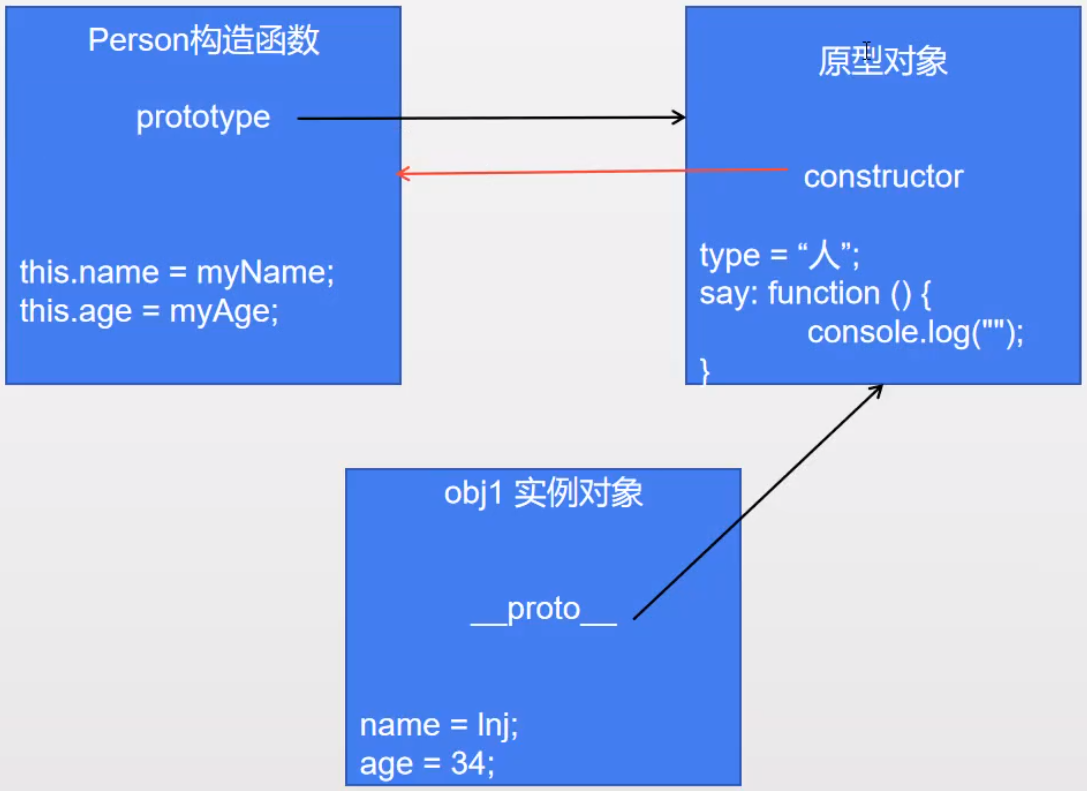 Person构造函数
prototype
this.name = myName;
this.age = myAge;
原型对象
constructor
type = “人”;
say: function () {
console.log("");
}
obj1 实例对象
__proto__
name = lnj;
age = 34;